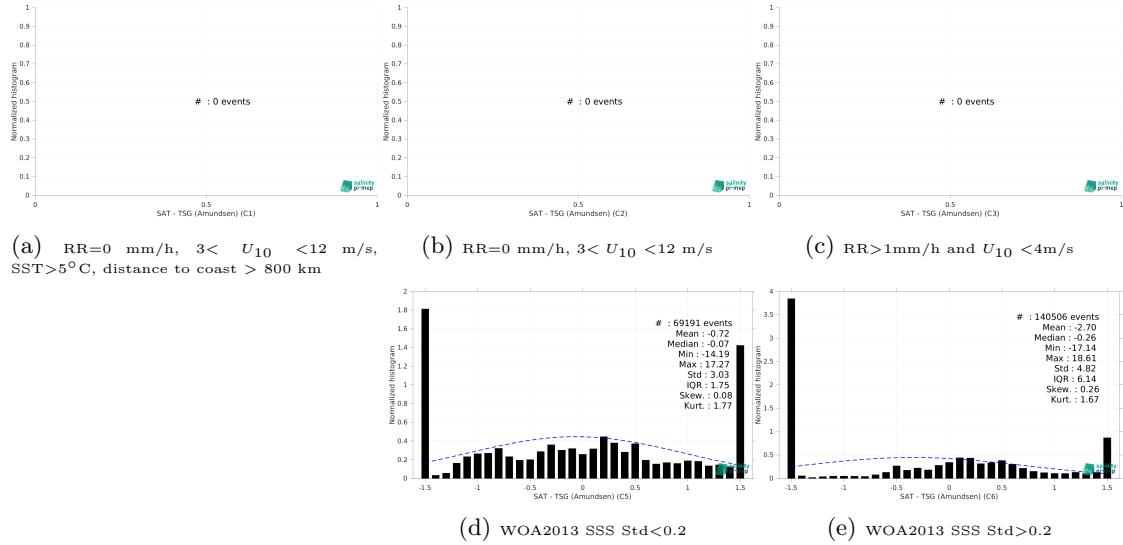 1
0.9
0.8
0.7
0.6
0.5
0.4
0.3
0.2
0.1
0
Normalized histogram
# : 0 events
salinity
pi-mep
0 0.5 1
SAT - TSG (Amundsen) (C1)
1
0.9
0.8
0.7
0.6
0.5
0.4
0.3
0.2
0.1
0
Normalized histogram
# : 0 events
salinity
pi-mep
0 0.5 1
SAT - TSG (Amundsen) (C2)
1
0.9
0.8
0.7
0.6
0.5
0.4
0.3
0.2
0.1
0
Normalized histogram
# : 0 events
salinity
pi-mep
0 0.5 1
SAT - TSG (Amundsen) (C3)
(a) RR=0 mm/h, 3< U10 <12 m/s,
SST>5°C, distance to coast > 800 km
(b) RR=0 mm/h, 3< U10 <12 m/s
(c) RR>1mm/h and U10 <4m/s
2
1.8
1.6
1.4
1.2
1
0.8
0.6
0.4
0.2
0
Normalized histogram
# : 69191 events
Mean : -0.72
Median : -0.07
Min : -14.19
Max : 17.27
Std : 3.03
IQR : 1.75
Skew. : 0.08
Kurt. : 1.77
salinity
pi-mep
-1.5 -1 -0.5 0 0.5 1 1.5
SAT - TSG (Amundsen) (C5)
4
3.5
3
2.5
2
1.5
1
0.5
0
Normalized histogram
# : 140506 events
Mean : -2.70
Median : -0.26
Min : -17.14
Max : 18.61
Std : 4.82
IQR : 6.14
Skew. : 0.26
Kurt. : 1.67
salinity
pi-mep
-1.5 -1 -0.5 0 0.5 1 1.5
SAT - TSG (Amundsen) (C6)
(d) WOA2013 SSS Std<0.2
(e) WOA2013 SSS Std>0.2